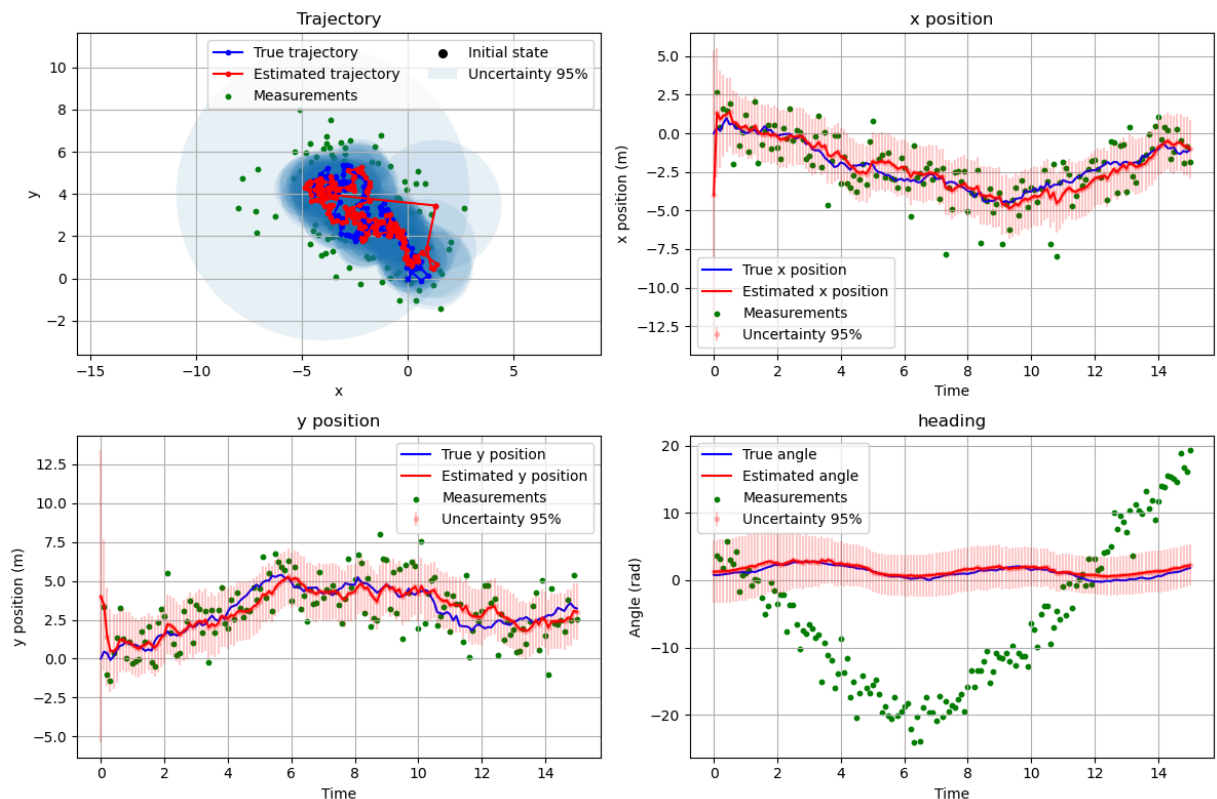 Trajectory
True trajectory
Estimated trajectory
Measurements
Initial state
Uncertainty 95%
10
8
6
4
2
0
−2
y
−15
−10
−5
0
5
x
x position
5.0
2.5
0.0
−2.5
−5.0
−7.5
−10.0
−12.5
x position (m)
True x position
Estimated x position
Measurements
Uncertainty 95%
0
2
4
6
8
10
12
14
Time
y position
12.5
10.0
7.5
5.0
2.5
0.0
−2.5
−5.0
y position (m)
True y position
Estimated y position
Measurements
Uncertainty 95%
0
2
4
6
8
10
12
14
Time
heading
20
10
0
−10
−20
Angle (rad)
True angle
Estimated angle
Measurements
Uncertainty 95%
0
2
4
6
8
10
12
14
Time